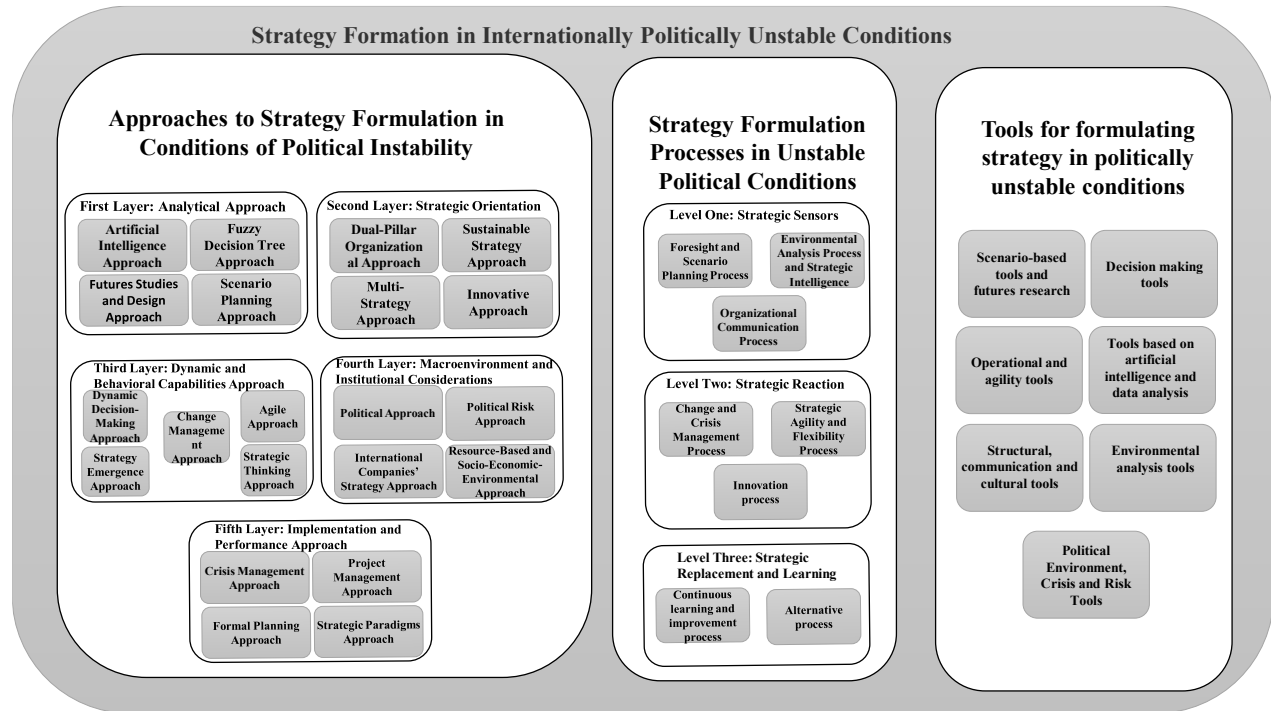 Strategy Formation in Internationally Politically Unstable Conditions
Approaches to Strategy Formulation in
Conditions of Political Instability
First Layer: Analytical Approach
Artificial
Intelligence
Approach
Fuzzy
Decision Tree
Approach
Futures Studies
and Design
Approach
Scenario
Planning
Approach
Second Layer: Strategic Orientation
Dual-Pillar
Organization
al Approach
Sustainable
Strategy
Approach
Multi-
Strategy
Approach
Innovative
Approach
Third Layer: Dynamic and
Behavioral Capabilities Approach
Dynamic
Decision-
Making
Approach
Change
Manageme
nt
Approach
Agile
Approach
Strategy
Emergence
Approach
Strategic
Thinking
Approach
Fourth Layer: Macroenvironment and
Institutional Considerations
Political Approach
Political Risk
Approach
International
Companies'
Strategy Approach
Resource-Based and
Socio-Economic-
Environmental
Approach
Fifth Layer: Implementation and
Performance Approach
Crisis Management
Approach
Project
Management
Approach
Formal Planning
Approach
Strategic Paradigms
Approach
Strategy Formulation
Processes in Unstable
Political Conditions
Level One: Strategic Sensors
Foresight and
Scenario
Planning Process
Environmental
Analysis Process
and Strategic
Intelligence
Organizational
Communication
Process
Level Two: Strategic Reaction
Change and
Crisis
Management
Process
Strategic
Agility and
Flexibility
Process
Innovation
process
Level Three: Strategic
Replacement and Learning
Continuous
learning and
improvement
process
Alternative
process
Tools for formulating
strategy in politically
unstable conditions
Scenario-based
tools and
futures research
Decision making
tools
Operational and
agility tools
Tools based on
artificial
intelligence and
data analysis
Structural,
communication and
cultural tools
Environmental
analysis tools
Political
Environment,
Crisis and Risk
Tools